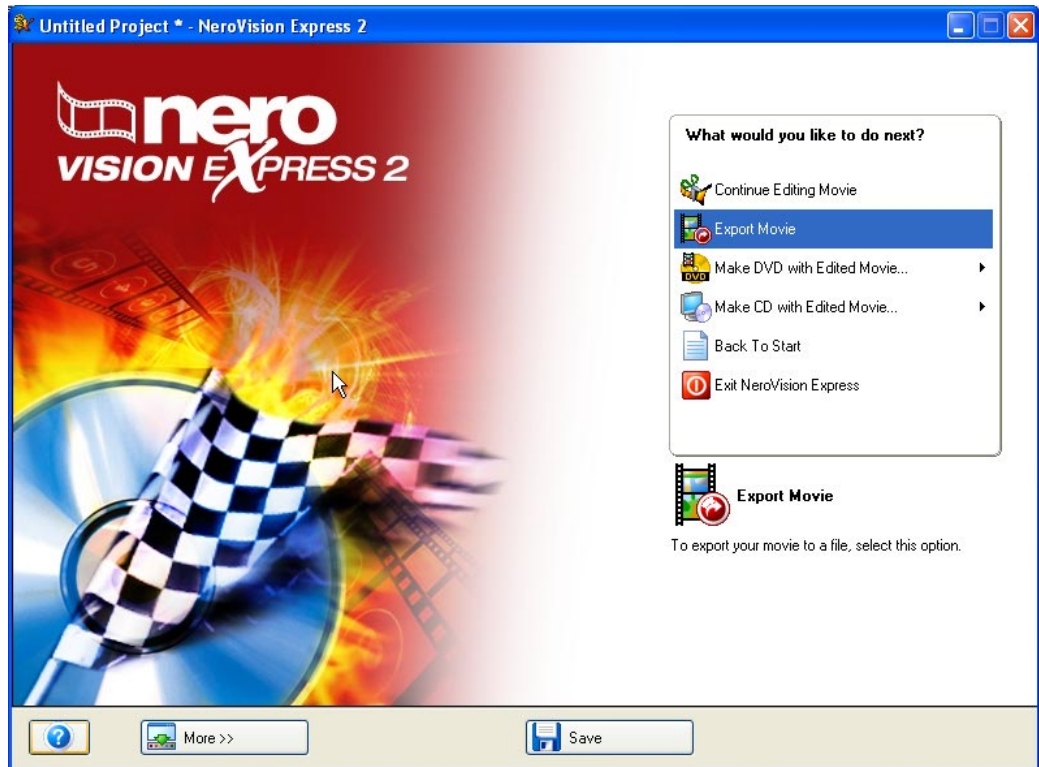 Untitled Project * - NeroVision Express 2
nero
VISION EXPRESS 2
What would you like to do next?
Continue Editing Movie
Export Movie
Make DVD with Edited Movie...
Make CD with Edited Movie...
Back To Start
Exit NeroVision Express
Export Movie
To export your movie to a file, select this option.
More >>
Save